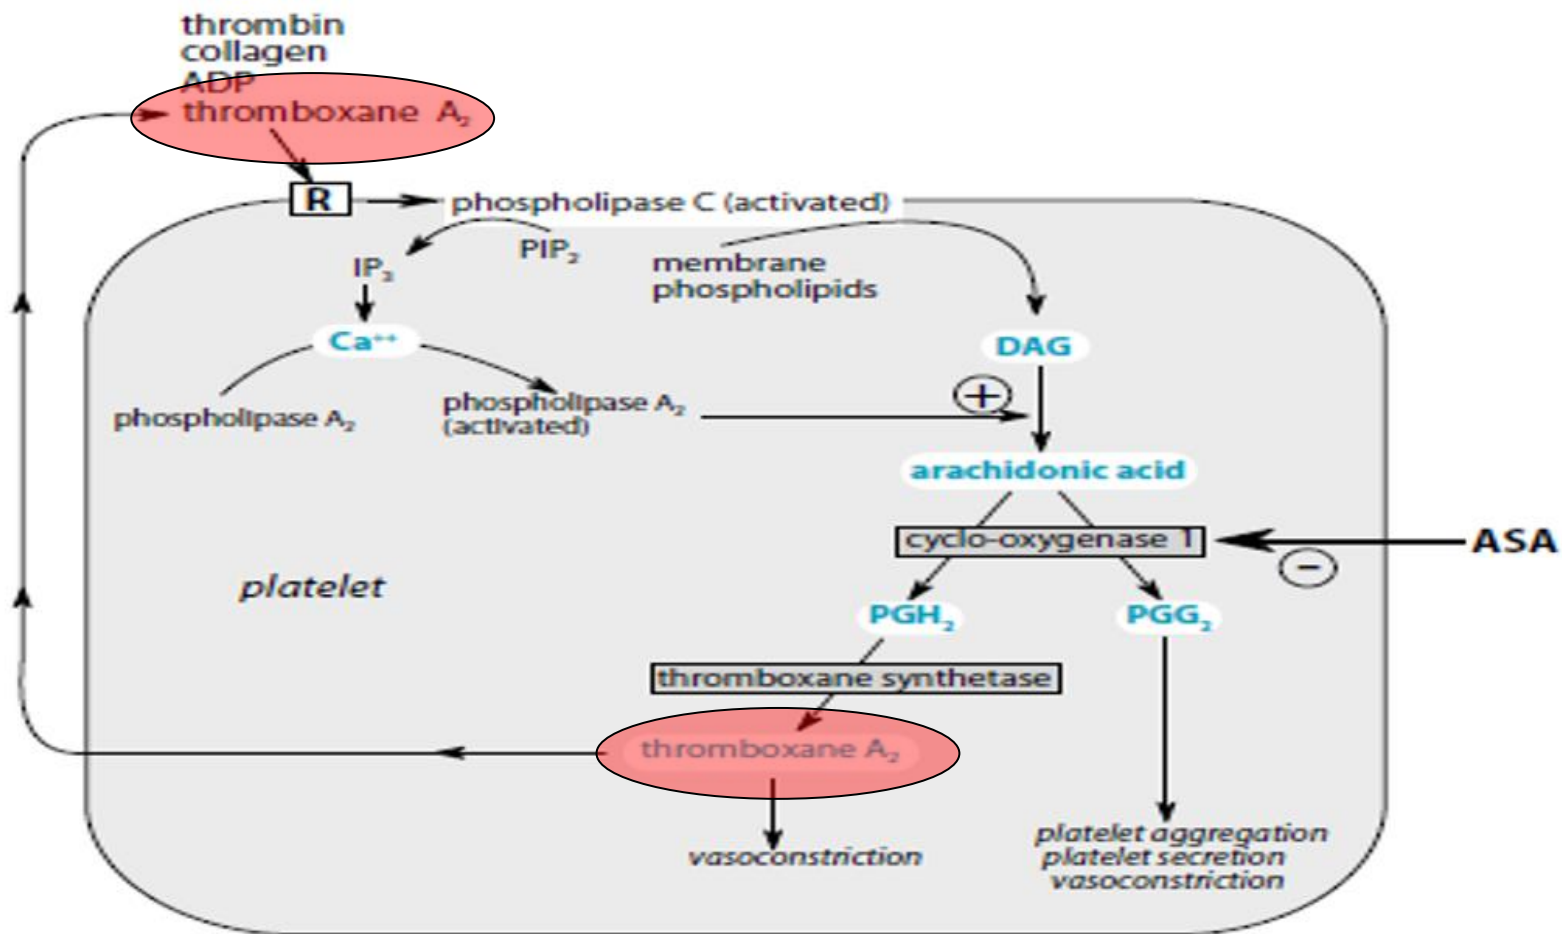 thrombin
collagen
ADP
thromboxane A₂
R
phospholipase C (activated)
PIP₂
IP₃
membrane
phospholipids
Ca⁺⁺
DAG
+
phospholipase A₂
phospholipase A₂
(activated)
arachidonic acid
cyclo-oxygenase 1
ASA
−
platelet
PGH₂
PGG₂
thromboxane synthetase
thromboxane A₂
vasoconstriction
platelet aggregation
platelet secretion
vasoconstriction